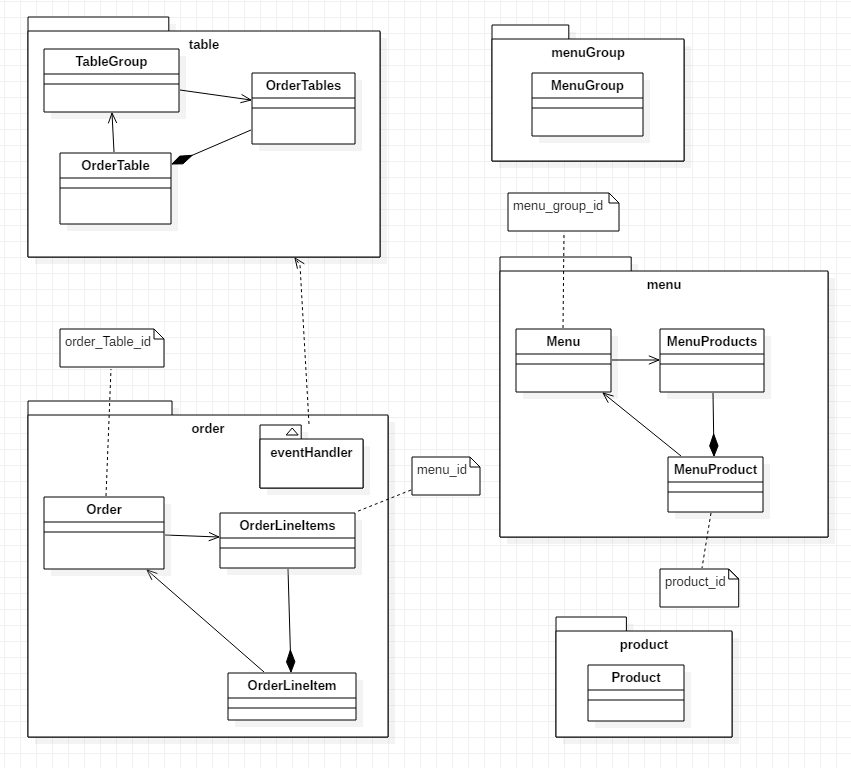 table
TableGroup
OrderTables
OrderTable
menuGroup
MenuGroup
menu_group_id
menu
Menu
MenuProducts
MenuProduct
order_Table_id
order
eventHandler
menu_id
Order
OrderLineItems
OrderLineItem
product_id
product
Product